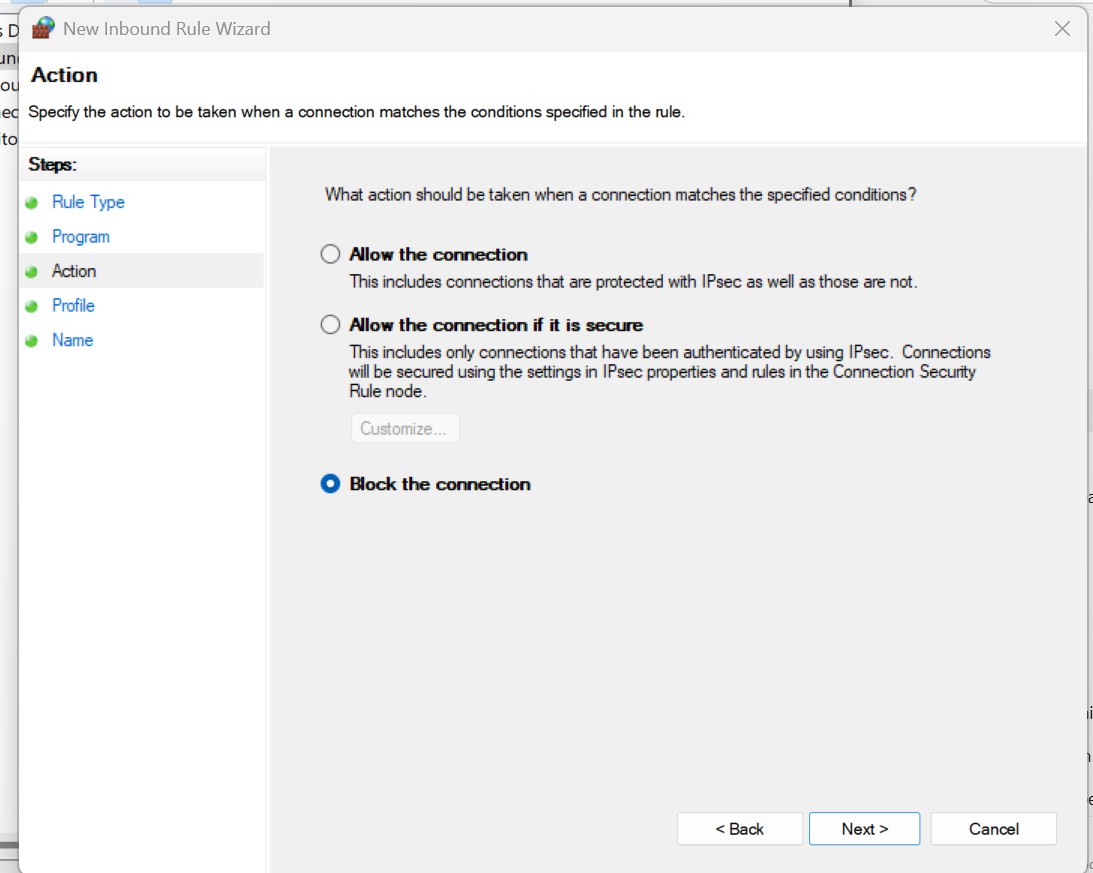 New Inbound Rule Wizard
Action
Specify the action to be taken when a connection matches the conditions specified in the rule.
Steps:
Rule Type
Program
Action
Profile
Name
What action should be taken when a connection matches the specified conditions?
Allow the connection
This includes connections that are protected with IPsec as well as those are not.
Allow the connection if it is secure
This includes only connections that have been authenticated by using IPsec. Connections
will be secured using the settings in IPsec properties and rules in the Connection Security
Rule node.
Customize...
Block the connection
< Back
Next >
Cancel